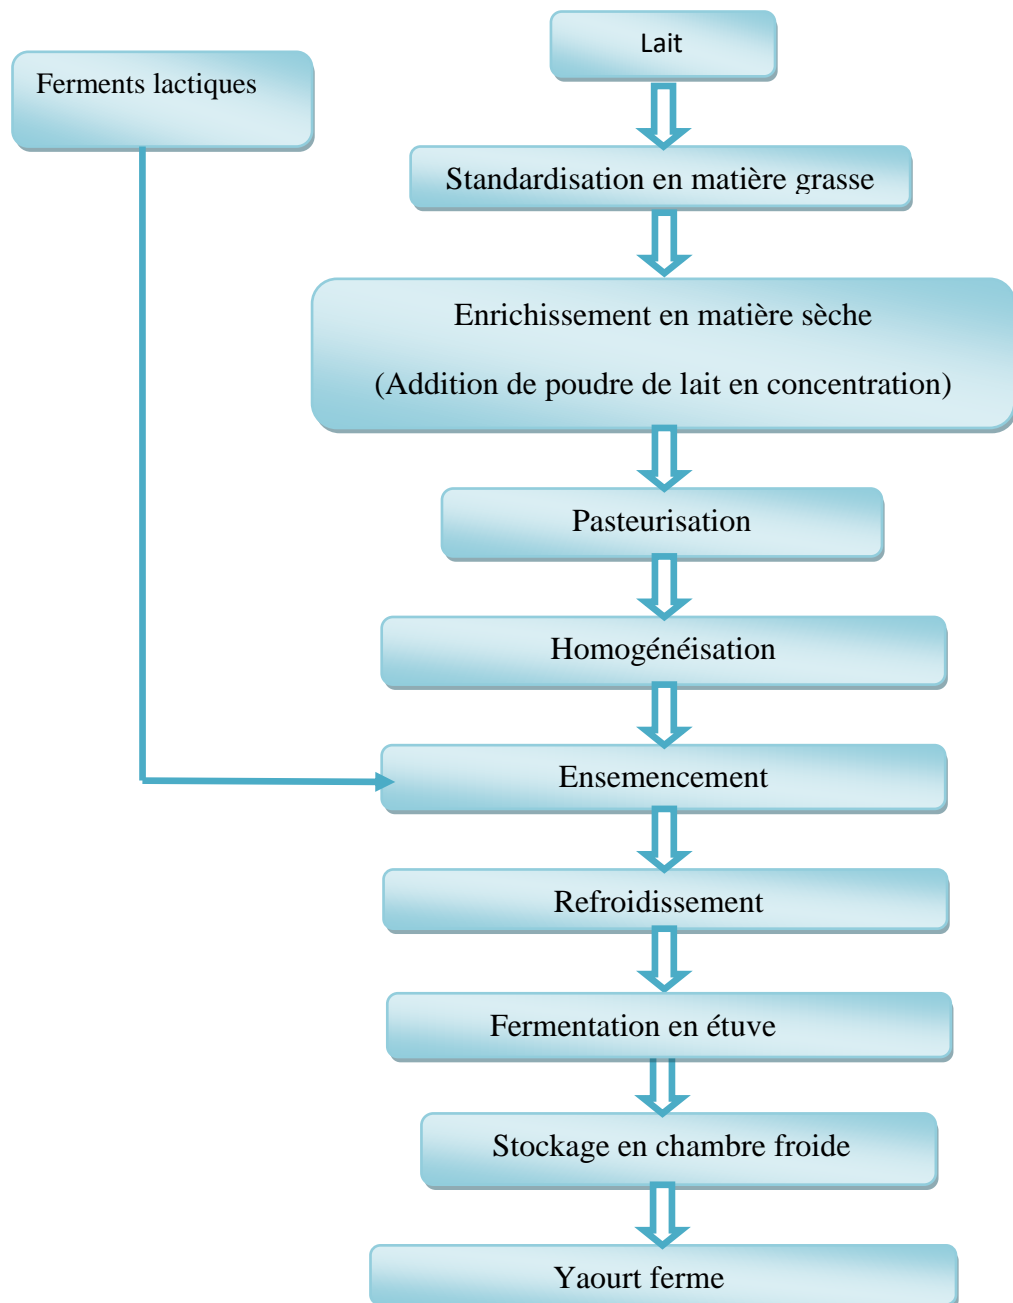 Lait
Ferments lactiques
Standardisation en matière grasse
Enrichissement en matière sèche
(Addition de poudre de lait en concentration)
Pasteurisation
Homogénéisation
Ensemencement
Refroidissement
Fermentation en étuve
Stockage en chambre froide
Yaourt ferme